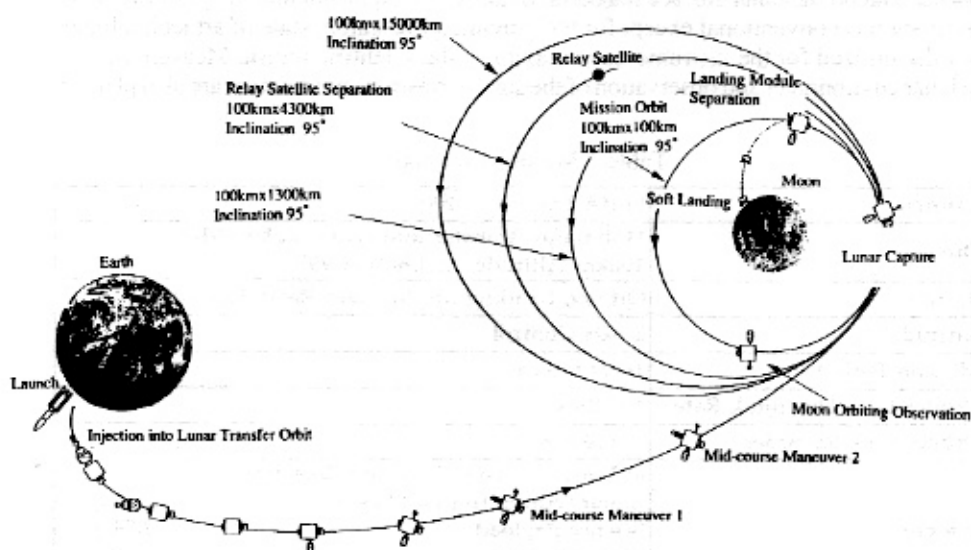 100kmx15000km
Inclination 95°
Relay Satellite
Landing Module
Separation
Relay Satellite Separation
100kmx4300km
Inclination 95°
Mission Orbit
100kmx100km
Inclination 95°
100kmx1300km
Inclination 95°
Moon
Soft Landing
Lunar Capture
Earth
Launch
Moon Orbiting Observation
Injection into Lunar Transfer Orbit
Mid-course Maneuver 2
Mid-course Maneuver 1